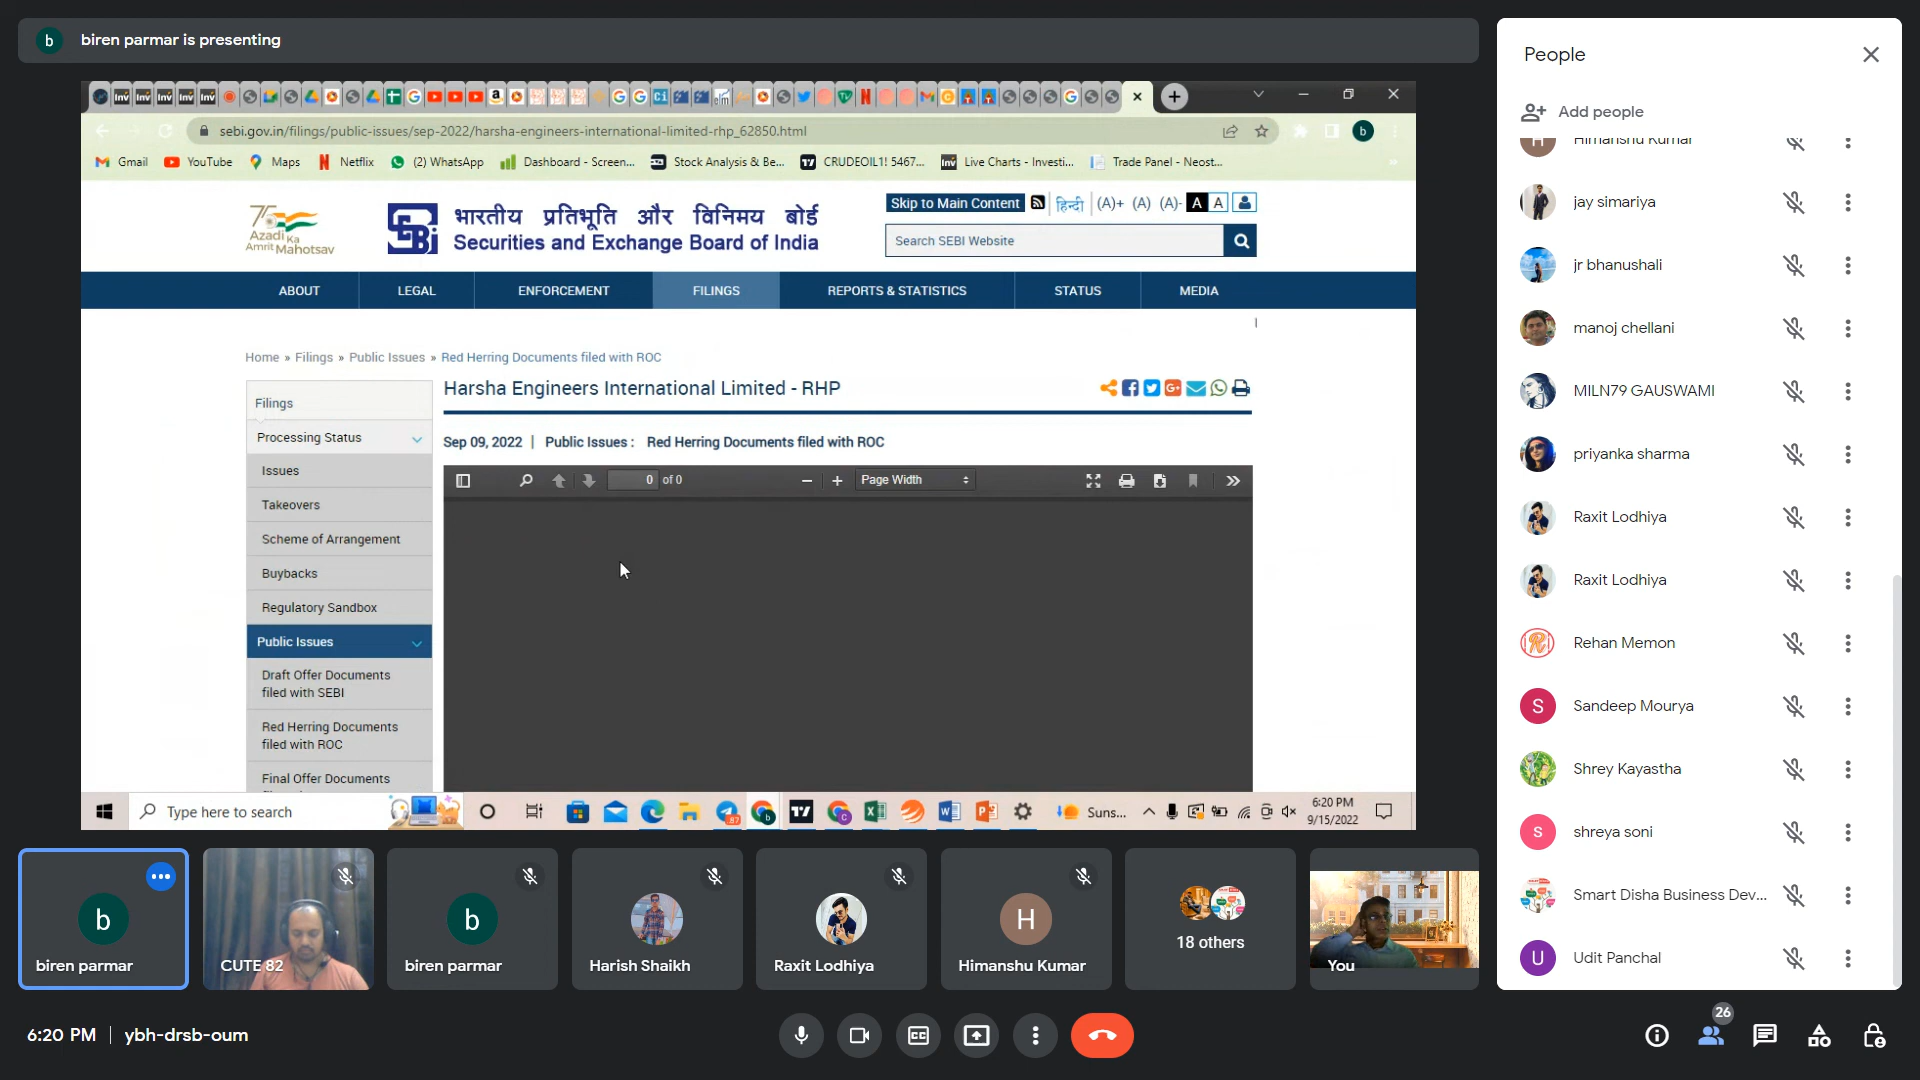 b biren parmar is presenting
sebi.gov.in/filings/public-issues/sep-2022/harsha-engineers-international-limited-rhp_62850.html
b
Gmail YouTube Maps Netflix (2) WhatsApp Dashboard - Screen... Stock Analysis & Be... CRUDEOIL1! 5467... Live Charts - Investi... Trade Panel - Neost...
75
Azadi Ka
Amrit Mahotsav
भारतीय प्रतिभूति और विनिमय बोर्ड
Securities and Exchange Board of India
Skip to Main Content हिन्दी (A)+ (A) (A)- A A
Search SEBI Website
ABOUT LEGAL ENFORCEMENT FILINGS REPORTS & STATISTICS STATUS MEDIA
Home » Filings » Public Issues » Red Herring Documents filed with ROC
Harsha Engineers International Limited - RHP
Sep 09, 2022 | Public Issues : Red Herring Documents filed with ROC
0 of 0 Page Width
Filings
Processing Status
Issues
Takeovers
Scheme of Arrangement
Buybacks
Regulatory Sandbox
Public Issues
Draft Offer Documents
filed with SEBI
Red Herring Documents
filed with ROC
Final Offer Documents
Type here to search
87
Suns...
6:20 PM
9/15/2022
b
biren parmar
CUTE 82
b
biren parmar
Harish Shaikh
Raxit Lodhiya
H
Himanshu Kumar
18 others
You
6:20 PM | ybh-drsb-oum
26
People
Add people
Himanshu Kumar
jay simariya
jr bhanushali
manoj chellani
MILN79 GAUSWAMI
priyanka sharma
Raxit Lodhiya
Raxit Lodhiya
Rehan Memon
S Sandeep Mourya
Shrey Kayastha
s shreya soni
Smart Disha Business Dev...
U Udit Panchal